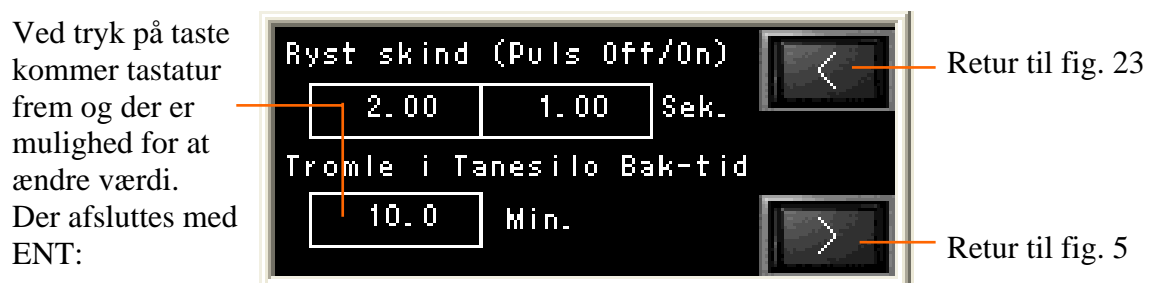 Ved tryk på taste
kommer tastatur
frem og der er
mulighed for at
ændre værdi.
Der afsluttes med
ENT:
Ryst skind (Puls Off/On)
2.00 1.00 Sek.
Tromle i Tanesilo Bak-tid
10.0 Min.
<
>
Retur til fig. 23
Retur til fig. 5